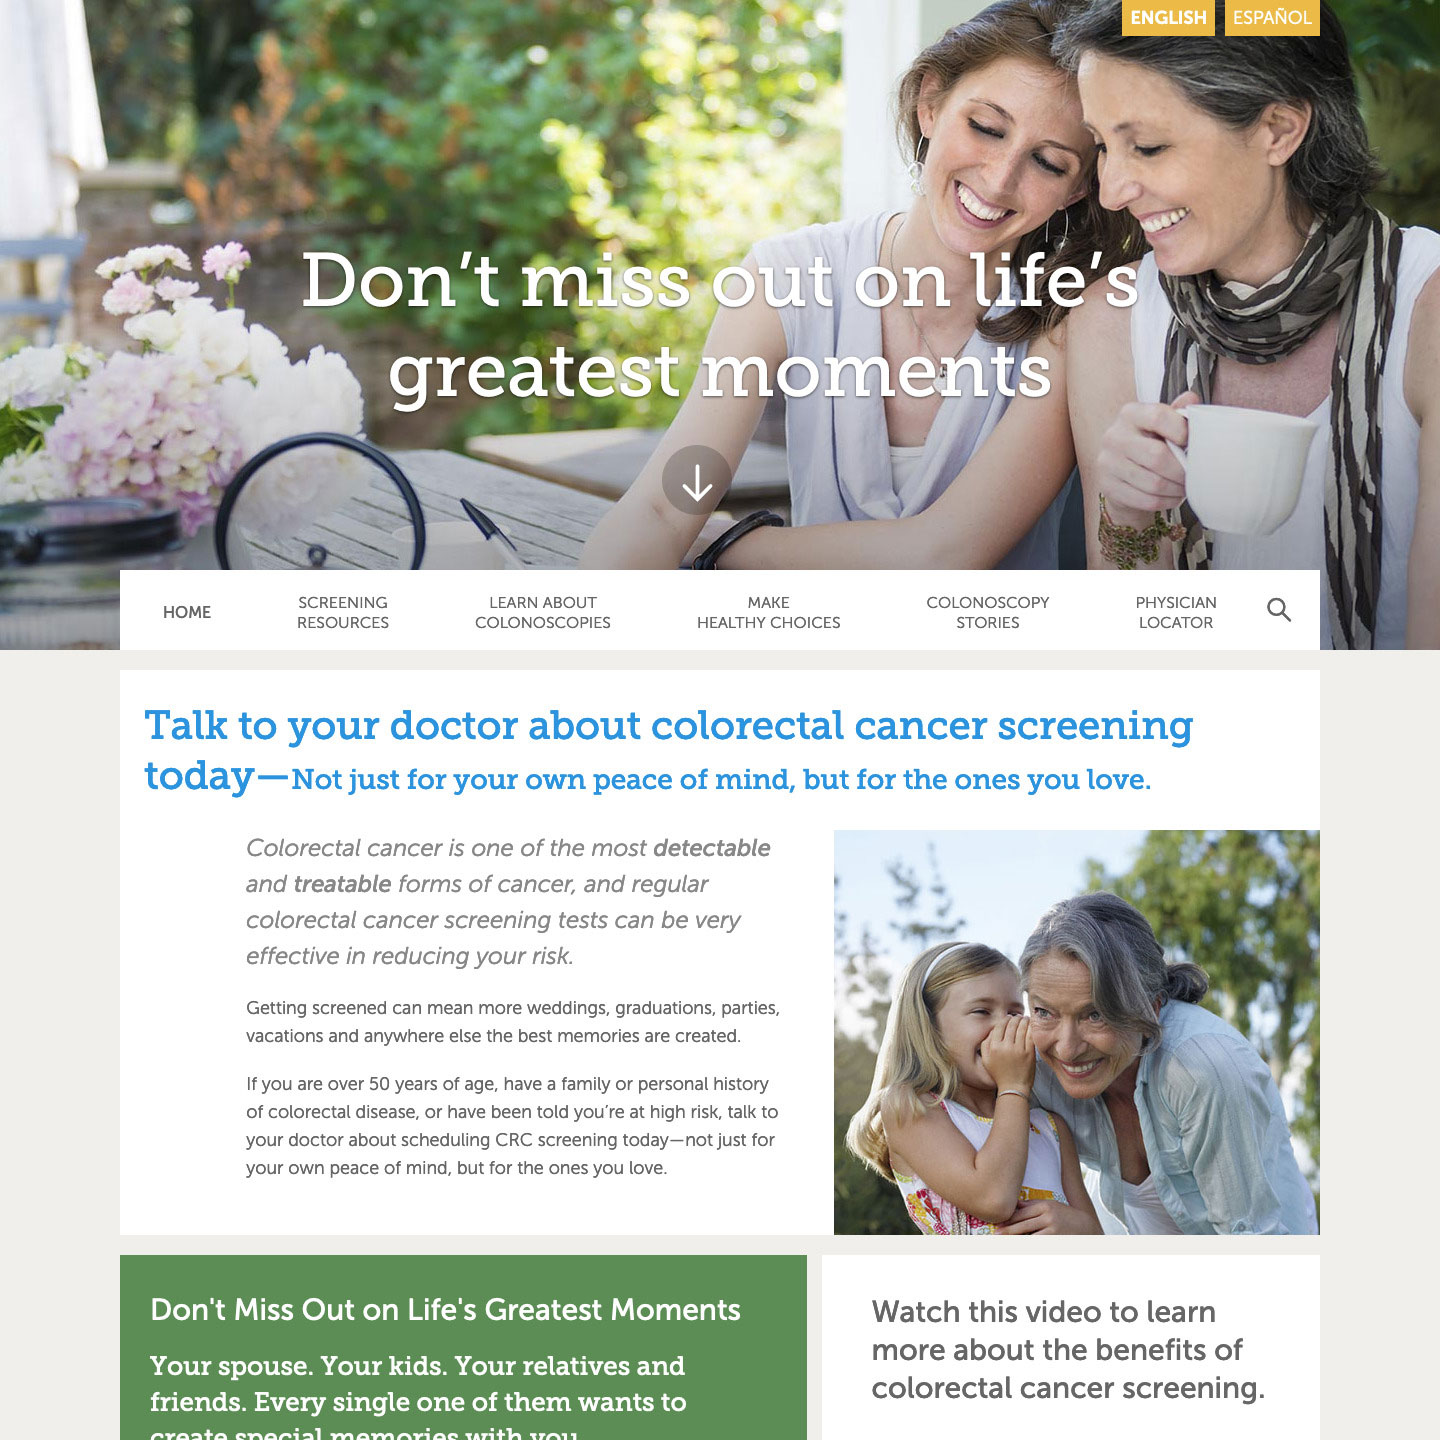 ENGLISH ESPAÑOL
Don’t miss out on life’s
greatest moments
HOME
SCREENING
RESOURCES
LEARN ABOUT
COLONOSCOPIES
MAKE
HEALTHY CHOICES
COLONOSCOPY
STORIES
PHYSICIAN
LOCATOR
Talk to your doctor about colorectal cancer screening
today—Not just for your own peace of mind, but for the ones you love.
Colorectal cancer is one of the most detectable
and treatable forms of cancer, and regular
colorectal cancer screening tests can be very
effective in reducing your risk.
Getting screened can mean more weddings, graduations, parties,
vacations and anywhere else the best memories are created.
If you are over 50 years of age, have a family or personal history
of colorectal disease, or have been told you’re at high risk, talk to
your doctor about scheduling CRC screening today—not just for
your own peace of mind, but for the ones you love.
Don't Miss Out on Life's Greatest Moments
Your spouse. Your kids. Your relatives and
friends. Every single one of them wants to
create special memories with you
Watch this video to learn
more about the benefits of
colorectal cancer screening.